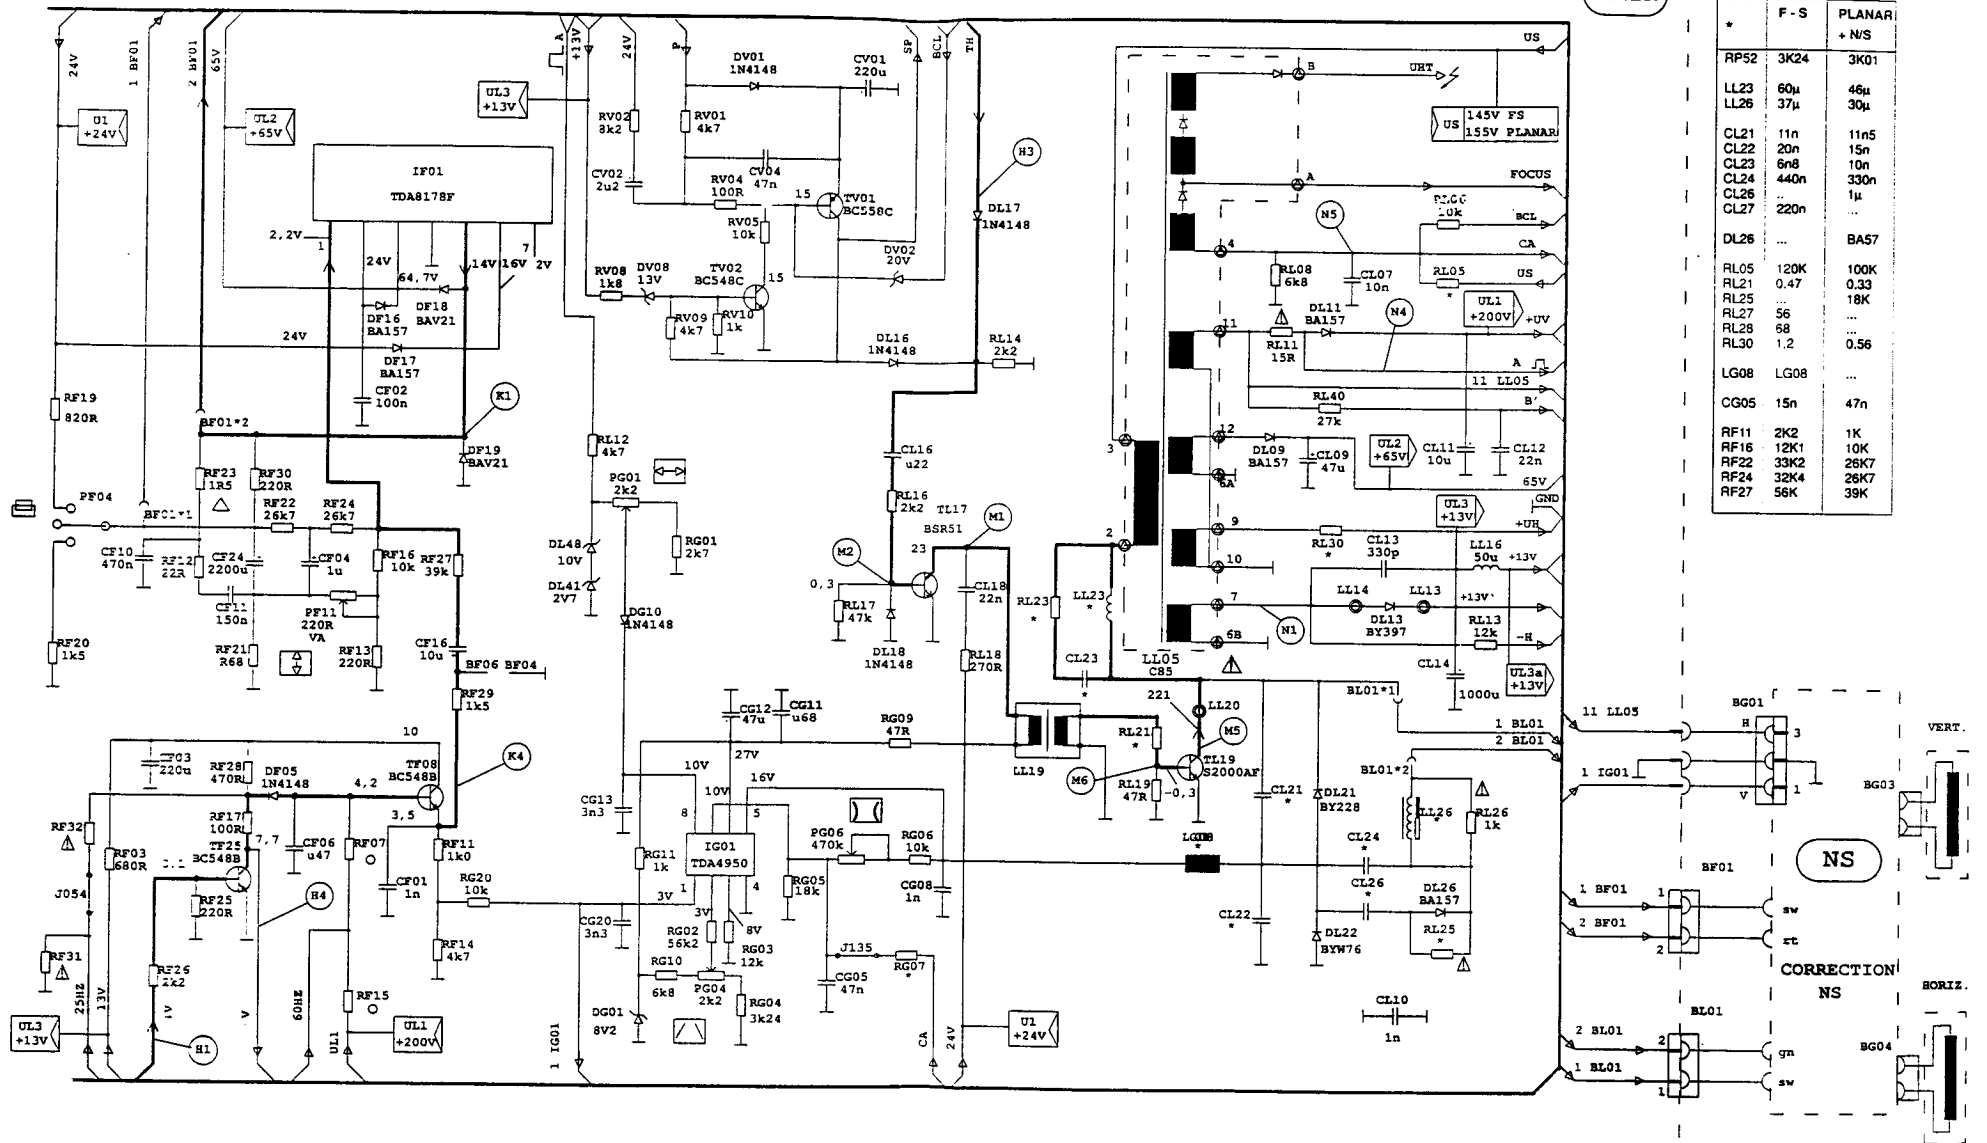 24V
1 BF01
2 BF01
65V
A
+13V
24V
P
SP
BCL
TH
U1
+24V
UL2
+65V
UL3
+13V
IF01
TDA8178F
2,2V
1
24V
64,7V
14V
16V
7
2V
DF16
BA157
DF18
BAV21
24V
DF17
BA157
CF02
100n
K1
DF19
BAV21
RF19
820R
BF01*2
RF23
1R5
RF30
220R
RF22
26k7
RF24
26k7
PF04
BF01*1
CF10
470n
RF12
22R
CF24
2200u
CF04
1u
RF16
10k
RF27
39k
CF11
150n
PF11
220R
VA
RF20
1k5
RF21
R68
RF13
220R
CF16
10u
BF06
BF04
RF29
1k5
DV01
1N4148
CV01
220u
RV02
8k2
RV01
4k7
CV02
2u2
CV04
47n
RV04
100R
15
TV01
BC558C
RV05
10k
DV02
20V
RV08
1k8
DV08
13V
TV02
BC548C
15
RV09
4k7
RV10
1k
DL16
1N4148
RL14
2k2
H3
DL17
1N4148
RL12
4k7
PG01
2k2
RG01
2k7
DL48
10V
DL41
2V7
DG10
1N4148
CL16
u22
RL16
2k2
TL17
BSR51
M1
M2
23
0,3
RL17
47k
DL18
1N4148
CL18
22n
RL18
270R
RL23
*
LL23
*
CL23
*
US
B
UHT
US
145V FS
155V PLANAR
A
FOCUS
10k
BCL
N5
4
CA
RL08
6k8
CL07
10n
RL05
*
US
UL1
+200V
DL11
BA157
N4
11
+UV
RL11
15R
A
11 LL05
RL40
27k
B'
12
DL09
BA157
CL09
47u
UL2
+65V
CL11
10u
CL12
22n
6A
65V
GND
3
2
9
UL3
+13V
+UH
RL30
*
CL13
330p
LL16
50u
+13V
10
7
LL14
LL13
+13V'
DL13
BY397
RL13
12k
-H
N1
6B
LL05
C85
CL14
1000u
UL3a
+13V
221
LL20
BL01*1
1 BL01
2 BL01
M5
LL19
RL21
*
M6
TL19
S2000AF
RL19
47R
-0,3
BL01*2
CL21
*
DL21
BY228
LL26
*
RL26
1k
CL24
*
CL26
*
DL26
BA157
CL22
*
DL22
BYW76
RL25
*
CL10
1n
CG12
47u
CG11
u68
RG09
47R
27V
10V
16V
10V
CG13
3n3
8
5
IG01
TDA4950
PG06
470k
RG06
10k
RG11
1k
1
4
3V
RG05
18k
CG08
1n
CG20
3n3
3V
8V
RG02
56k2
RG03
12k
J135
RG07
*
RG10
6k8
PG04
2k2
CG05
47n
DG01
8V2
RG04
3k24
1 IG01
CA
24V
U1
+24V
10
CF03
220u
RF28
470R
DF05
1N4148
4,2
TF08
BC548B
K4
RF32
RF17
100R
3,5
RF03
680R
TF25
BC548B
7,7
CF06
u47
RF07
RF11
1k0
CF01
1n
RG20
10k
J054
RF25
220R
H4
RF31
RF26
2k2
RF14
4k7
25HZ
13V
V
60HZ
UL1
RF15
UL3
+13V
H1
UL1
+200V
* F - S PLANAR
+ N/S
RP52 3K24 3K01
LL23 60µ 46µ
LL26 37µ 30µ
CL21 11n 11n5
CL22 20n 15n
CL23 6n8 10n
CL24 440n 330n
CL26 .. 1µ
CL27 220n ...
DL26 ... BA57
RL05 120K 100K
RL21 0.47 0.33
RL25 ... 18K
RL27 56 ...
RL28 68 ...
RL30 1.2 0.56
LG08 LG08 ...
CG05 15n 47n
RF11 2K2 1K
RF16 12K1 10K
RF22 33K2 26K7
RF24 32K4 26K7
RF27 56K 39K
11 LL05
BG01
H
3
VERT.
1 IG01
V
1
BG03
NS
BF01
1 BF01
1
sw
2 BF01
2
rt
CORRECTION
NS
HORIZ.
BL01
2 BL01
2
gn
BG04
1 BL01
1
sw